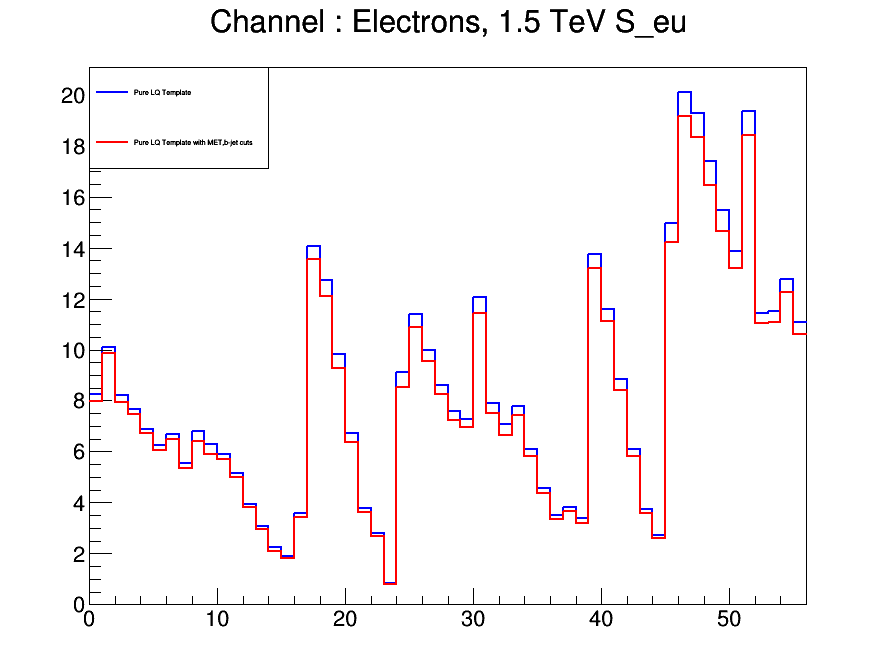 Channel : Electrons, 1.5 TeV S_eu
Pure LQ Template
Pure LQ Template with MET,b-jet cuts
20
18
16
14
12
10
8
6
4
2
0
0 10 20 30 40 50